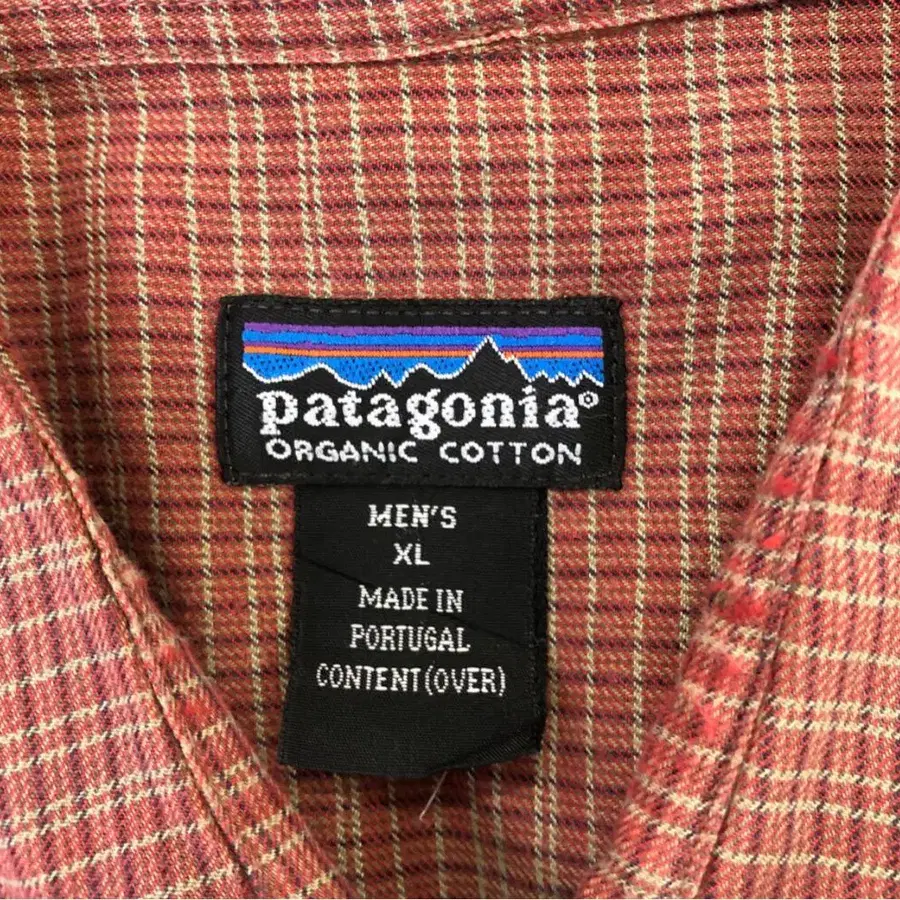 patagonia®
ORGANIC COTTON
MEN'S
XL
MADE IN
PORTUGAL
CONTENT (OVER)